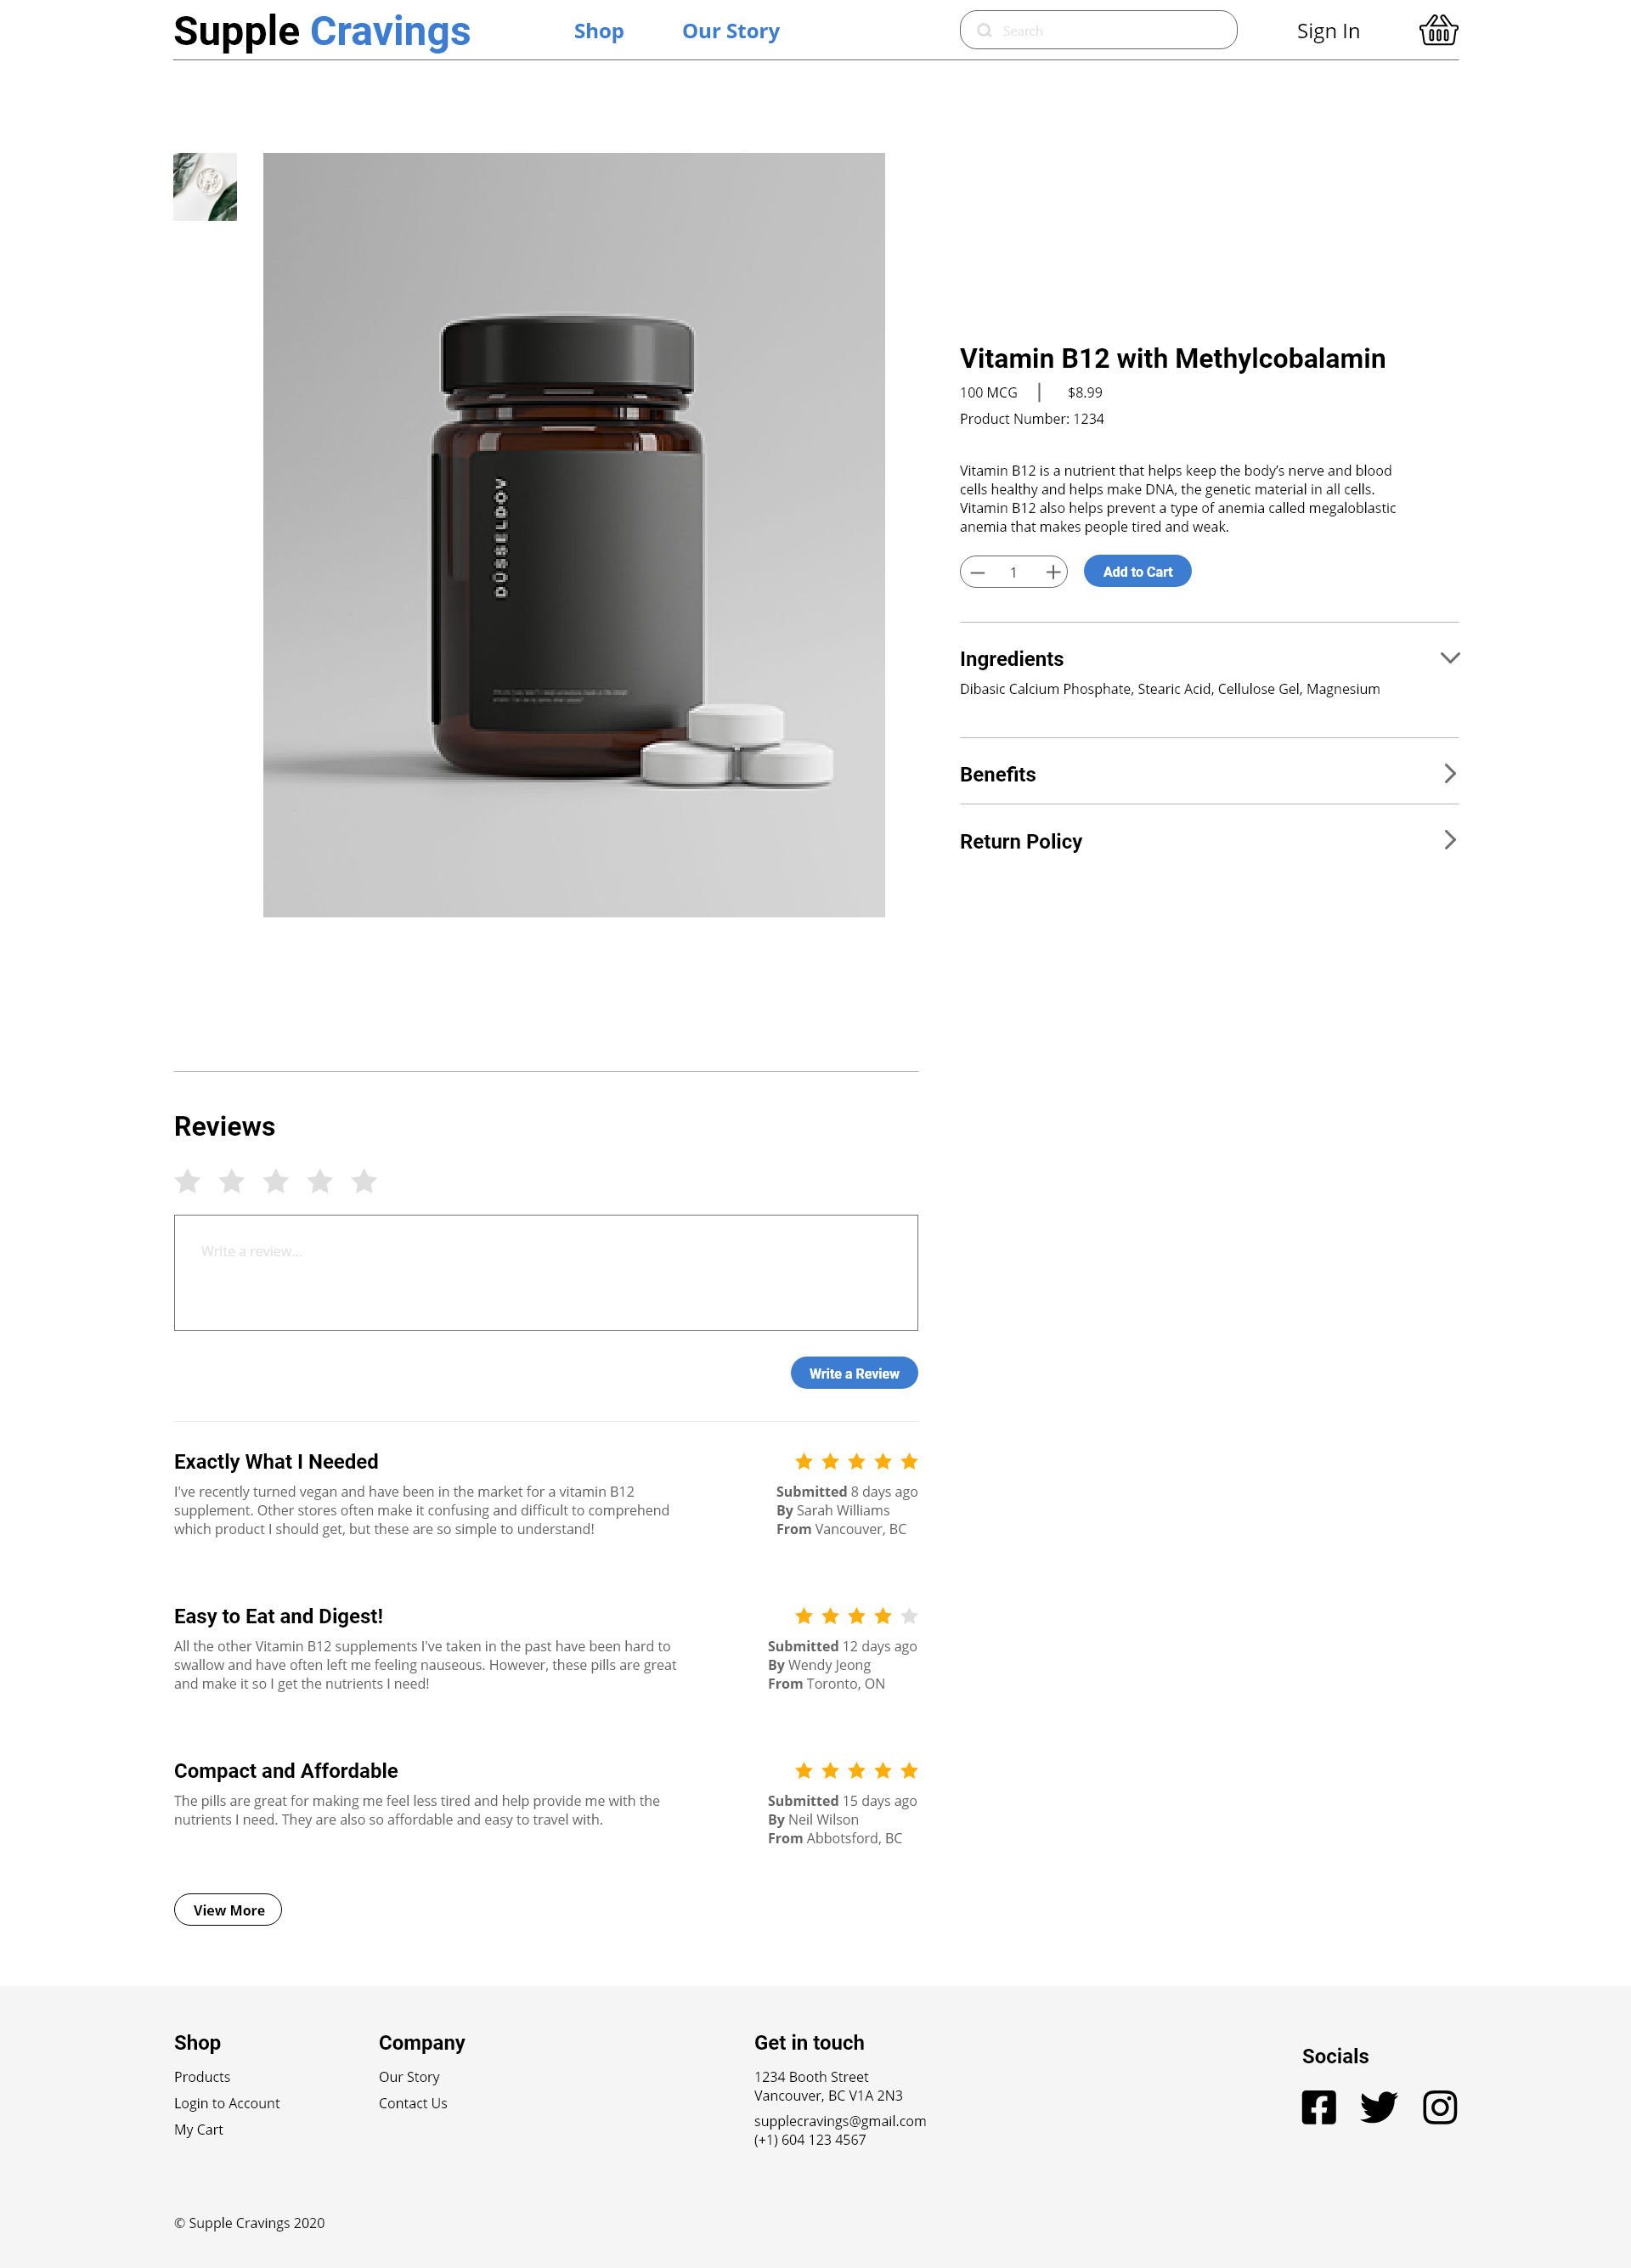 Supple Cravings
Shop
Our Story
Search
Sign In
DÜSSELDOV
Vitamin B12 with Methylcobalamin
100 MCG | $8.99
Product Number: 1234
Vitamin B12 is a nutrient that helps keep the body’s nerve and blood
cells healthy and helps make DNA, the genetic material in all cells.
Vitamin B12 also helps prevent a type of anemia called megaloblastic
anemia that makes people tired and weak.
1
Add to Cart
Ingredients
Dibasic Calcium Phosphate, Stearic Acid, Cellulose Gel, Magnesium
Benefits
Return Policy
Reviews
Write a review...
Write a Review
Exactly What I Needed
I've recently turned vegan and have been in the market for a vitamin B12
supplement. Other stores often make it confusing and difficult to comprehend
which product I should get, but these are so simple to understand!
Submitted 8 days ago
By Sarah Williams
From Vancouver, BC
Easy to Eat and Digest!
All the other Vitamin B12 supplements I've taken in the past have been hard to
swallow and have often left me feeling nauseous. However, these pills are great
and make it so I get the nutrients I need!
Submitted 12 days ago
By Wendy Jeong
From Toronto, ON
Compact and Affordable
The pills are great for making me feel less tired and help provide me with the
nutrients I need. They are also so affordable and easy to travel with.
Submitted 15 days ago
By Neil Wilson
From Abbotsford, BC
View More
Shop
Products
Login to Account
My Cart
Company
Our Story
Contact Us
Get in touch
1234 Booth Street
Vancouver, BC V1A 2N3
supplecravings@gmail.com
(+1) 604 123 4567
Socials
© Supple Cravings 2020